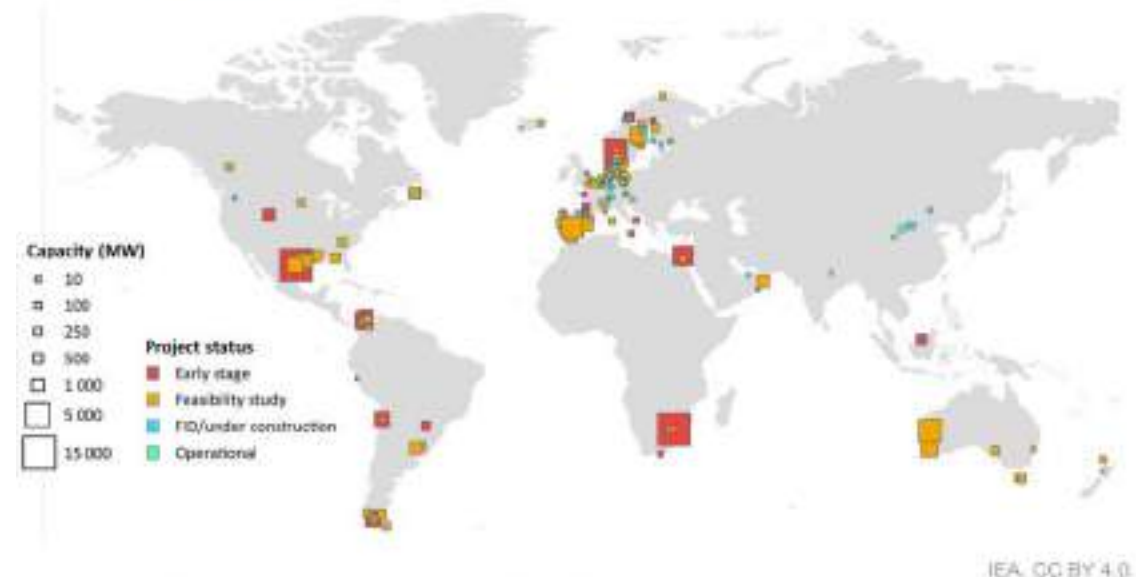 Capacity (MW)
10
100
250
500
1 000
5 000
15 000
Project status
Early stage
Feasibility study
FID/under construction
Operational
IEA. CC BY 4.0.